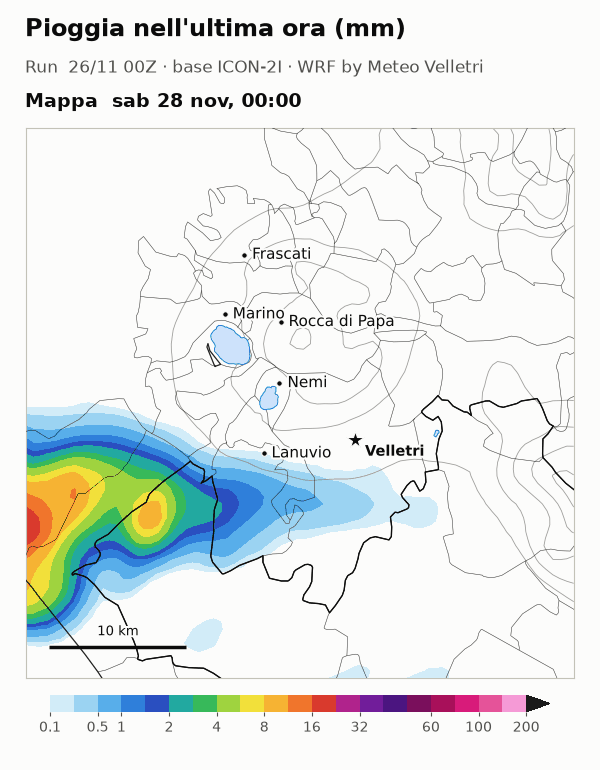 Pioggia nell'ultima ora (mm)
Run  26/11 00Z · base ICON-2I · WRF by Meteo Velletri
Mappa  sab 28 nov, 00:00
Frascati
Marino
Rocca di Papa
Nemi
Lanuvio
Velletri
10 km
0.1 0.5 1 2 4 8 16 32 60 100 200